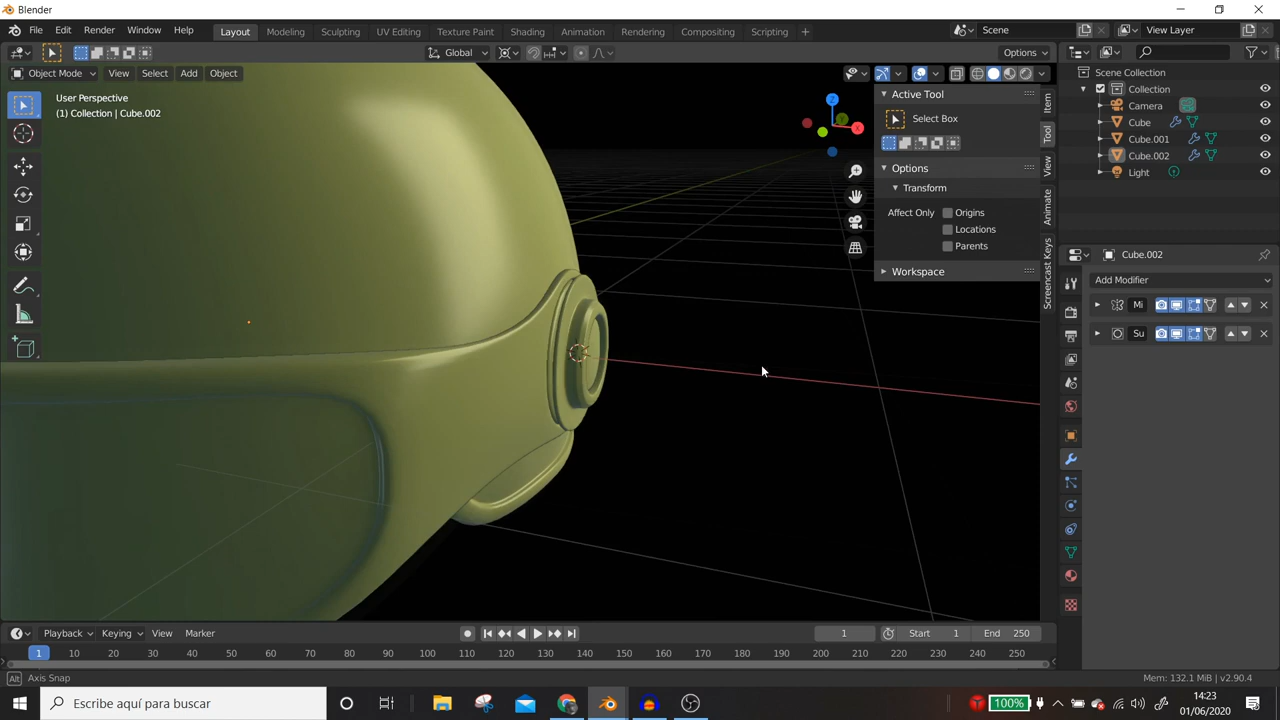 Blender
File Edit Render Window Help Layout Modeling Sculpting UV Editing Texture Paint Shading Animation Rendering Compositing Scripting + Scene View Layer
Global Options
Object Mode View Select Add Object
User Perspective
(1) Collection | Cube.002
Z
X
Active Tool
Select Box
Options
Transform
Affect Only Origins
Locations
Parents
Workspace
Item
Tool
View
Animate
Screencast Keys
Scene Collection
Collection
Camera
Cube
Cube.001
Cube.002
Light
Cube.002
Add Modifier
Mi
Su
Playback Keying View Marker 1 Start 1 End 250
1 10 20 30 40 50 60 70 80 90 100 110 120 130 140 150 160 170 180 190 200 210 220 230 240 250
Alt Axis Snap Mem: 132.1 MiB | v2.90.4
Escribe aquí para buscar 100% 14:23
01/06/2020